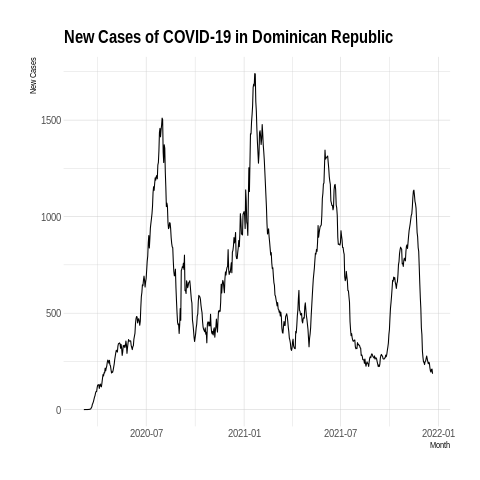 New Cases of COVID-19 in Dominican Republic
New Cases
1500
1000
500
0
2020-07
2021-01
2021-07
2022-01
Month